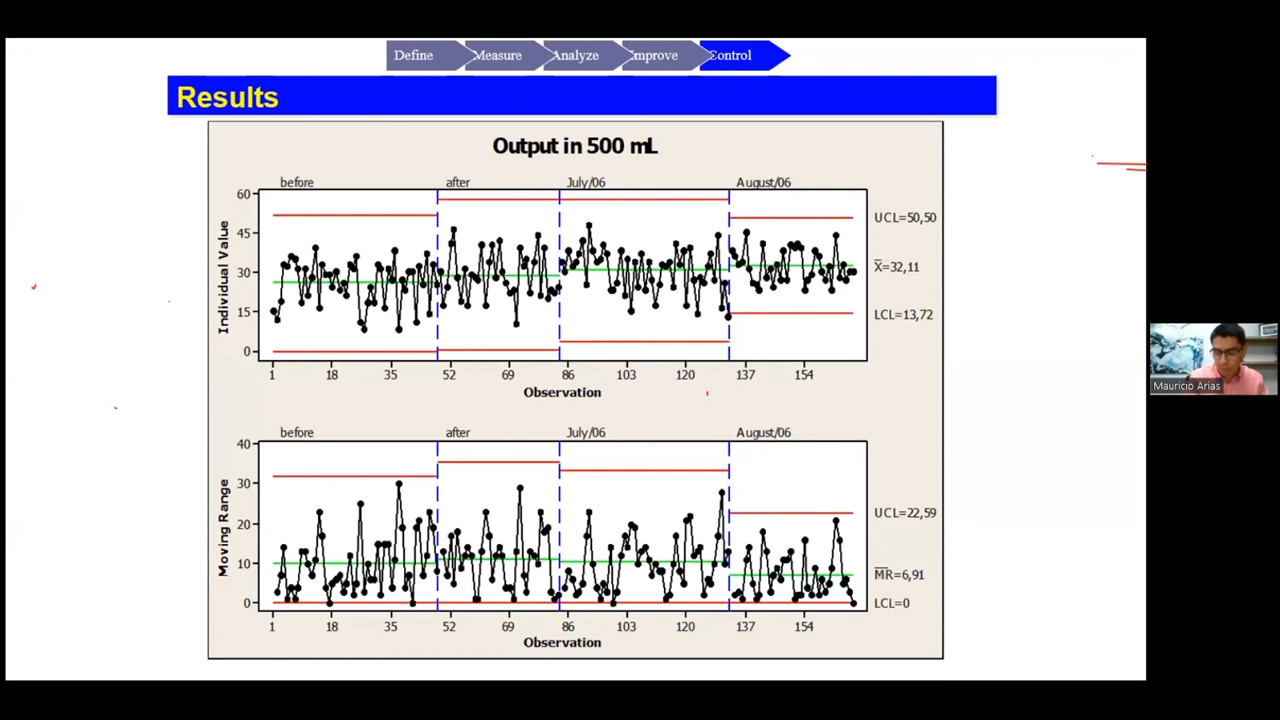 Define Measure Analyze Improve Control
Results
Output in 500 mL
before after July/06 August/06
60
45
30
15
0
Individual Value
UCL=50,50
X=32,11
LCL=13,72
1 18 35 52 69 86 103 120 137 154
Observation
before after July/06 August/06
40
30
20
10
0
Moving Range
UCL=22,59
MR=6,91
LCL=0
1 18 35 52 69 86 103 120 137 154
Observation
Mauricio Arias